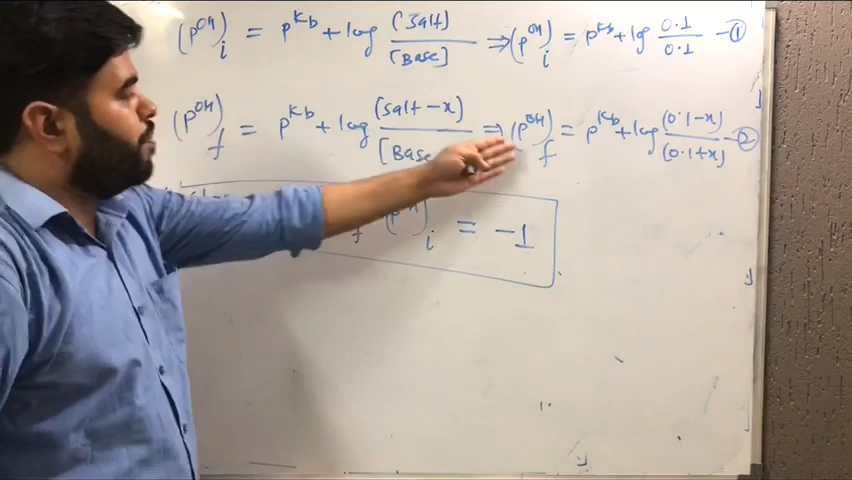 (pOH)i = pKb + log (salt)/[Base] ⇒ (pOH)i = pKb + log 0.1/0.1 –①
(pOH)f = pKb + log (salt-x)/[Base ⇒ (pOH)f = pKb + log (0.1-x)/(0.1+x) –②
(pOH)i = -1